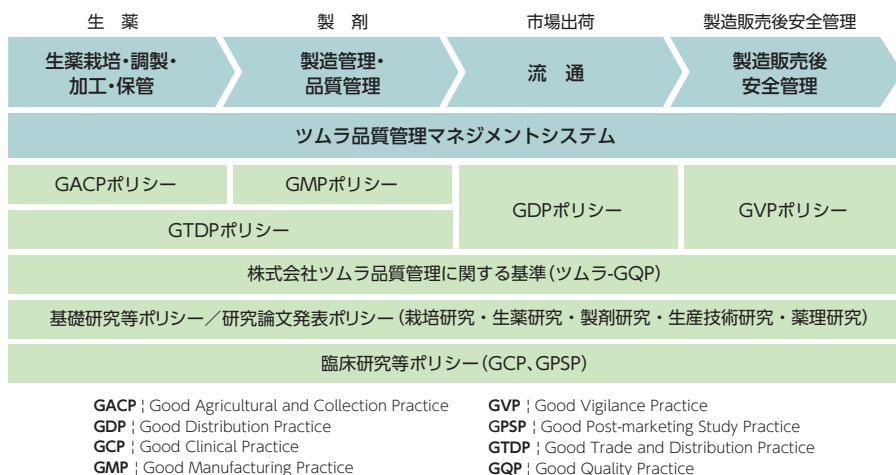 生　薬
製　剤
市場出荷
製造販売後安全管理
生薬栽培・調製・
加工・保管
製造管理・
品質管理
流　通
製造販売後
安全管理
ツムラ品質管理マネジメントシステム
GACPポリシー
GMPポリシー
GDPポリシー
GVPポリシー
GTDPポリシー
株式会社ツムラ品質管理に関する基準（ツムラ-GQP）
基礎研究等ポリシー／研究論文発表ポリシー（栽培研究・生薬研究・製剤研究・生産技術研究・薬理研究）
臨床研究等ポリシー（GCP、GPSP）
GACP ¦ Good Agricultural and Collection Practice
GDP ¦ Good Distribution Practice
GCP ¦ Good Clinical Practice
GMP ¦ Good Manufacturing Practice
GVP ¦ Good Vigilance Practice
GPSP ¦ Good Post-marketing Study Practice
GTDP ¦ Good Trade and Distribution Practice
GQP ¦ Good Quality Practice